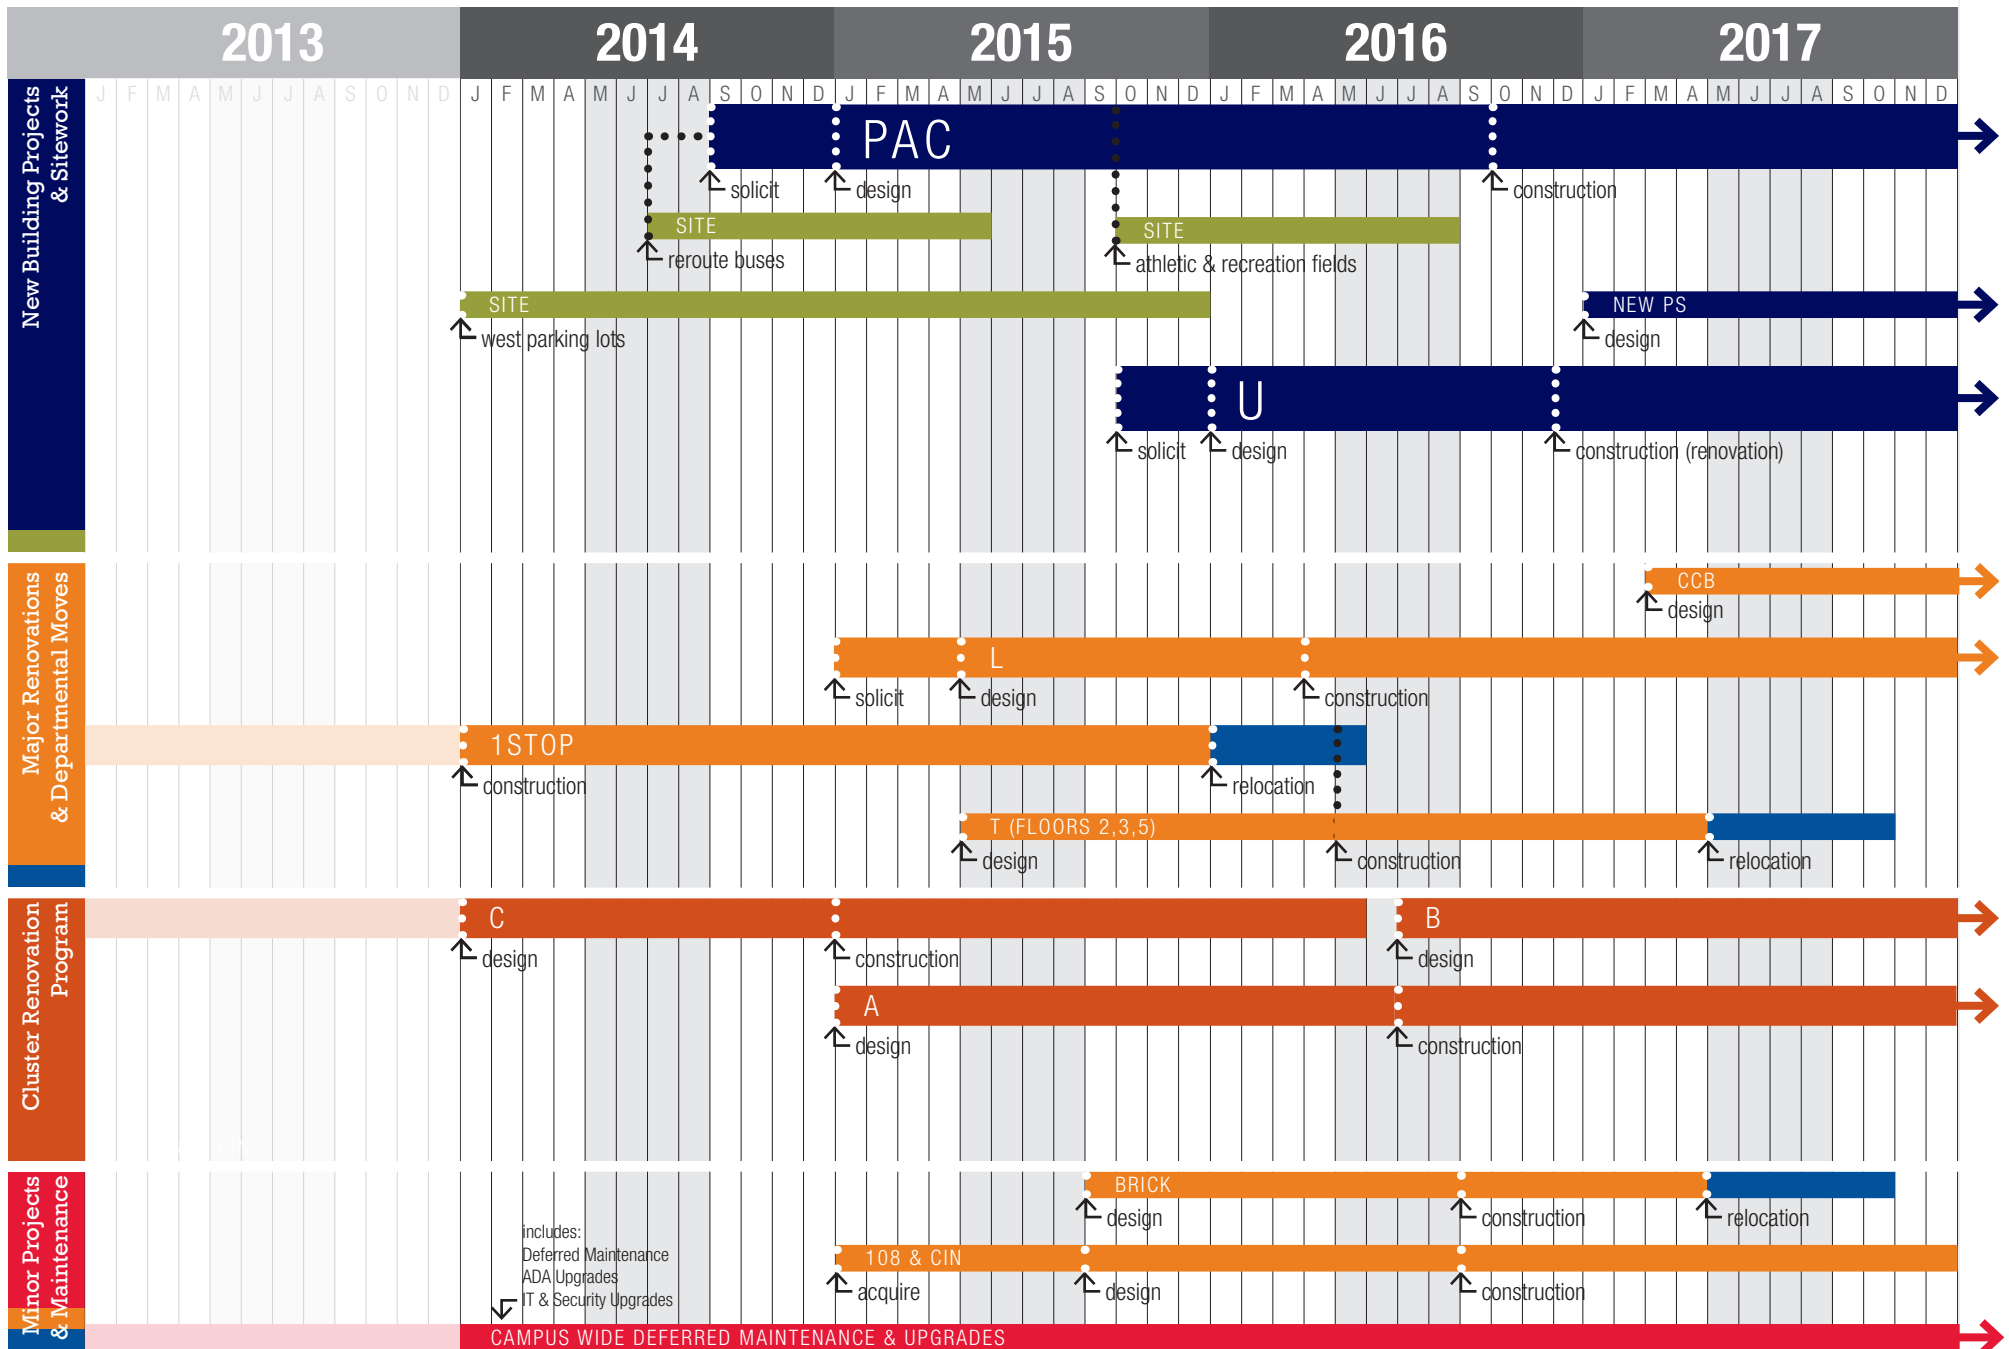 2013 2014 2015 2016 2017
J F M A M J J A S O N D J F M A M J J A S O N D J F M A M J J A S O N D J F M A M J J A S O N D J F M A M J J A S O N D
New Building Projects
& Sitework
PAC
solicit design construction
SITE SITE
reroute buses athletic & recreation fields
SITE NEW PS
west parking lots design
U
solicit design construction (renovation)
Major Renovations
& Departmental Moves
CCB
design
L
solicit design construction
1STOP
construction relocation
T (FLOORS 2,3,5)
design construction relocation
Cluster Renovation
Program
C B
design construction design
A
design construction
Minor Projects
& Maintenance
BRICK
design construction relocation
includes:
Deferred Maintenance
ADA Upgrades
IT & Security Upgrades
108 & CIN
acquire design construction
CAMPUS WIDE DEFERRED MAINTENANCE & UPGRADES